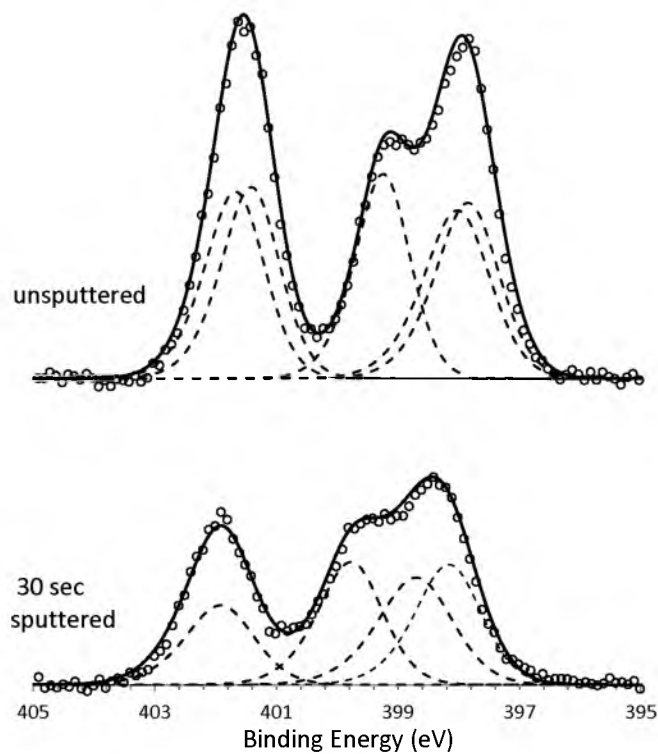 unsputtered
30 sec
sputtered
405 403 401 399 397 395
Binding Energy (eV)